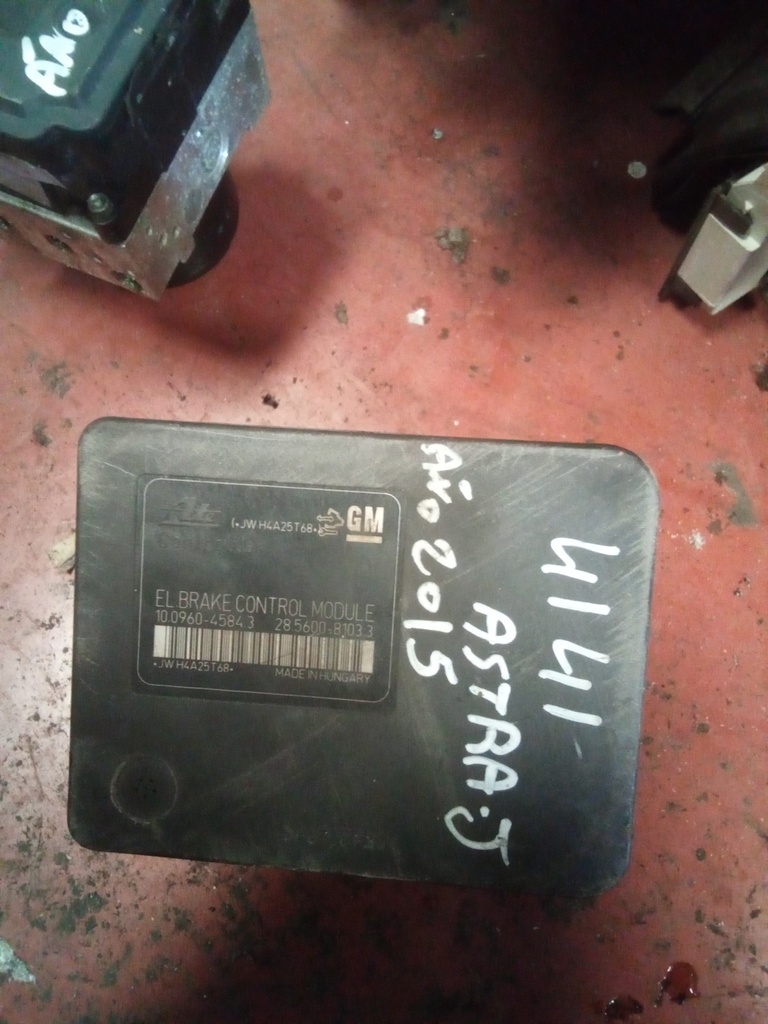 AÑO
(•JW H4A25T68• GM
EL.BRAKE CONTROL MODULE
10.0960-4584.3 28.5600-8103.3
•JW H4A25T68•
MADE IN HUNGARY
AÑO 2015
ASTRA·J
4141